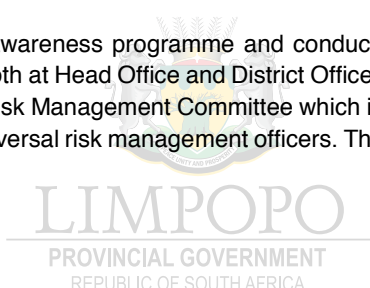 wareness programme and conduc
oth at Head Office and District Office
sk Management Committee which i
versal risk management officers. Th
LIMPOPO
PROVINCIAL GOVERNMENT
REPUBLIC OF SOUTH AFRICA